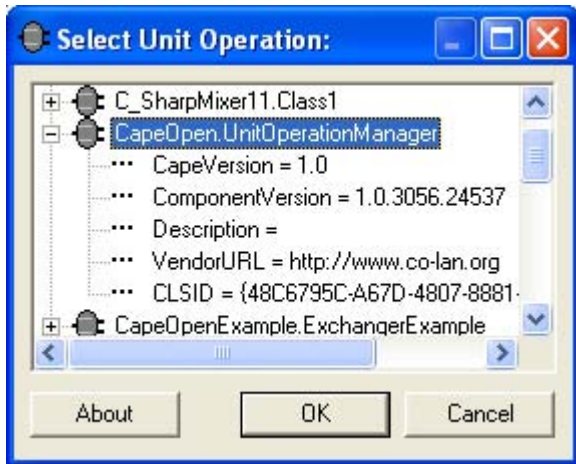 Select Unit Operation:
C_SharpMixer11.Class1
CapeOpen.UnitOperationManager
CapeVersion = 1.0
ComponentVersion = 1.0.3056.24537
Description =
VendorURL = http://www.co-lan.org
CLSID = {48C6795C-A67D-4807-8881-
CapeOpenExample.ExchangerExample
About
OK
Cancel